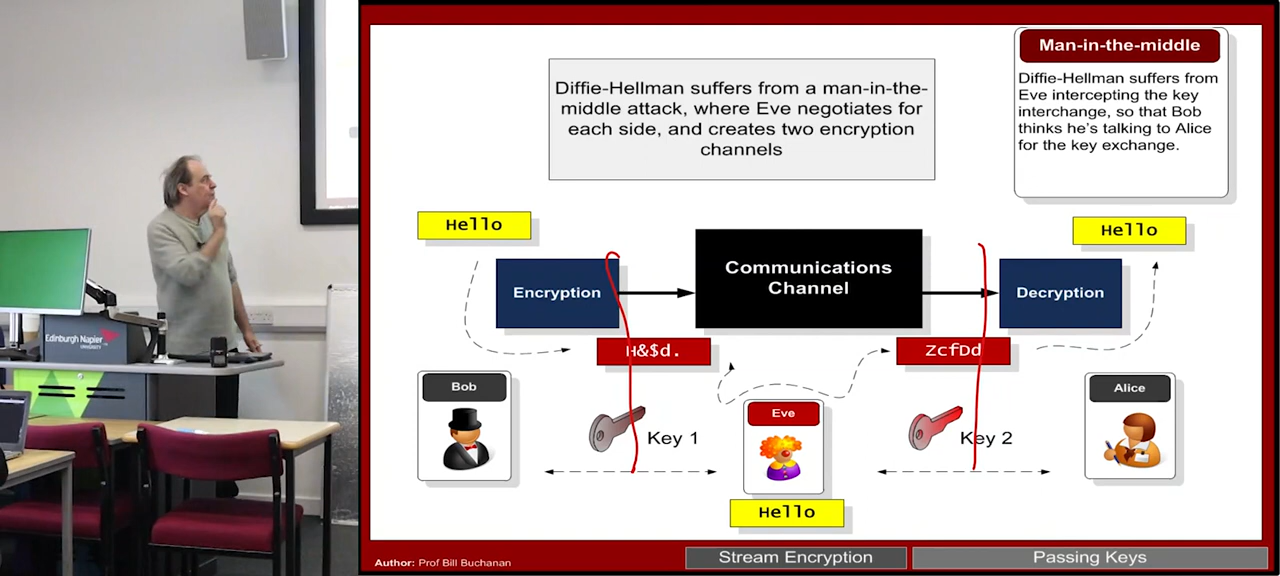 Edinburgh Napier
UNIVERSITY
Man-in-the-middle
Diffie-Hellman suffers from
Eve intercepting the key
interchange, so that Bob
thinks he's talking to Alice
for the key exchange.
Diffie-Hellman suffers from a man-in-the-
middle attack, where Eve negotiates for
each side, and creates two encryption
channels
Hello
Hello
Encryption
Communications
Channel
Decryption
H&$d.
ZcfDd
Bob
Eve
Alice
Key 1
Key 2
Hello
Author: Prof Bill Buchanan
Stream Encryption
Passing Keys